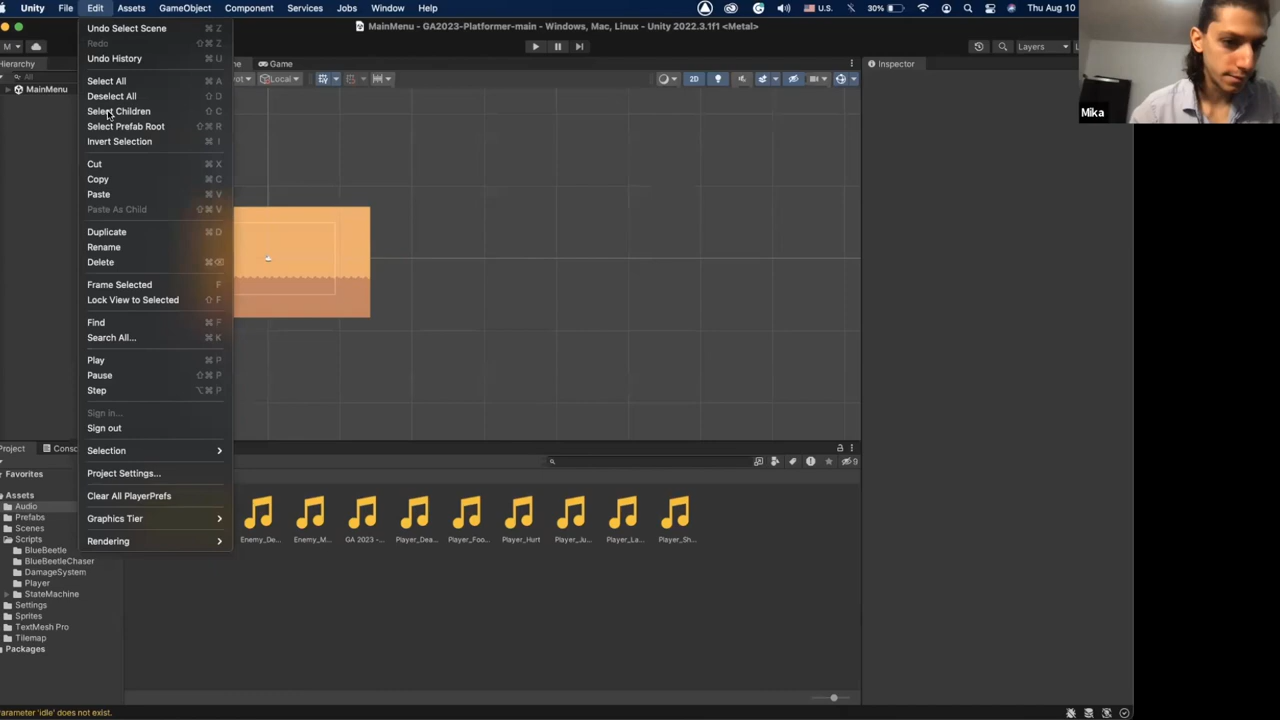 Unity File Edit Assets GameObject Component Services Jobs Window Help U.S. 30% Thu Aug 10
MainMenu - GA2023-Platformer-main - Windows, Mac, Linux - Unity 2022.3.1f1 <Metal>
M Layers
Hierarchy Game Inspector
All Local 2D
MainMenu
Mika
Undo Select Scene ⌘ Z
Redo ⇧ ⌘ Z
Undo History ⌘ U
Select All ⌘ A
Deselect All ⇧ D
Select Children ⇧ C
Select Prefab Root ⇧ ⌘ R
Invert Selection ⌘ I
Cut ⌘ X
Copy ⌘ C
Paste ⌘ V
Paste As Child ⇧ ⌘ V
Duplicate ⌘ D
Rename
Delete ⌘ ⌫
Frame Selected F
Lock View to Selected ⇧ F
Find ⌘ F
Search All... ⌘ K
Play ⌘ P
Pause ⇧ ⌘ P
Step ⌥ ⌘ P
Sign in...
Sign out
Selection
Project Settings...
Clear All PlayerPrefs
Graphics Tier
Rendering
Project Conso
9
Favorites
Assets
Audio
Prefabs
Scenes
Scripts
BlueBeetle
BlueBeetleChaser
DamageSystem
Player
StateMachine
Settings
Sprites
TextMesh Pro
Tilemap
Packages
Enemy_De... Enemy_M... GA 2023 -... Player_Dea... Player_Foo... Player_Hurt Player_Ju... Player_La... Player_Sh...
Parameter 'idle' does not exist.